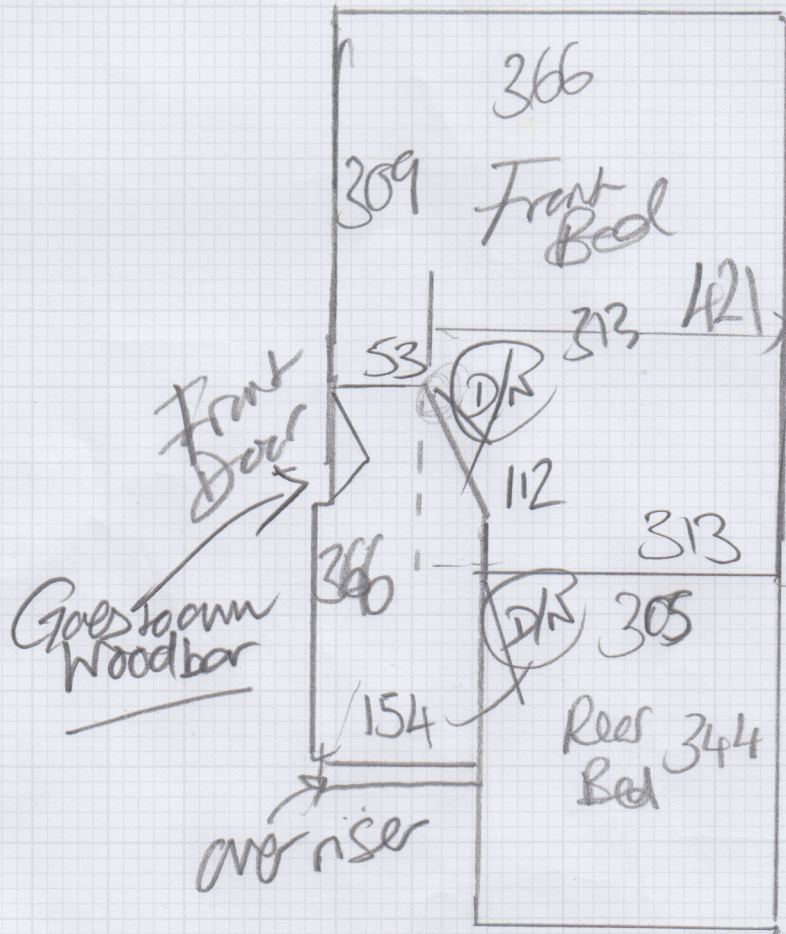 366
309
Front
Bed
421
313
53
D/N
Front
Door
112
313
366
Goes to own
Woodbar
D/N
305
154
Rear
Bed
344
over riser